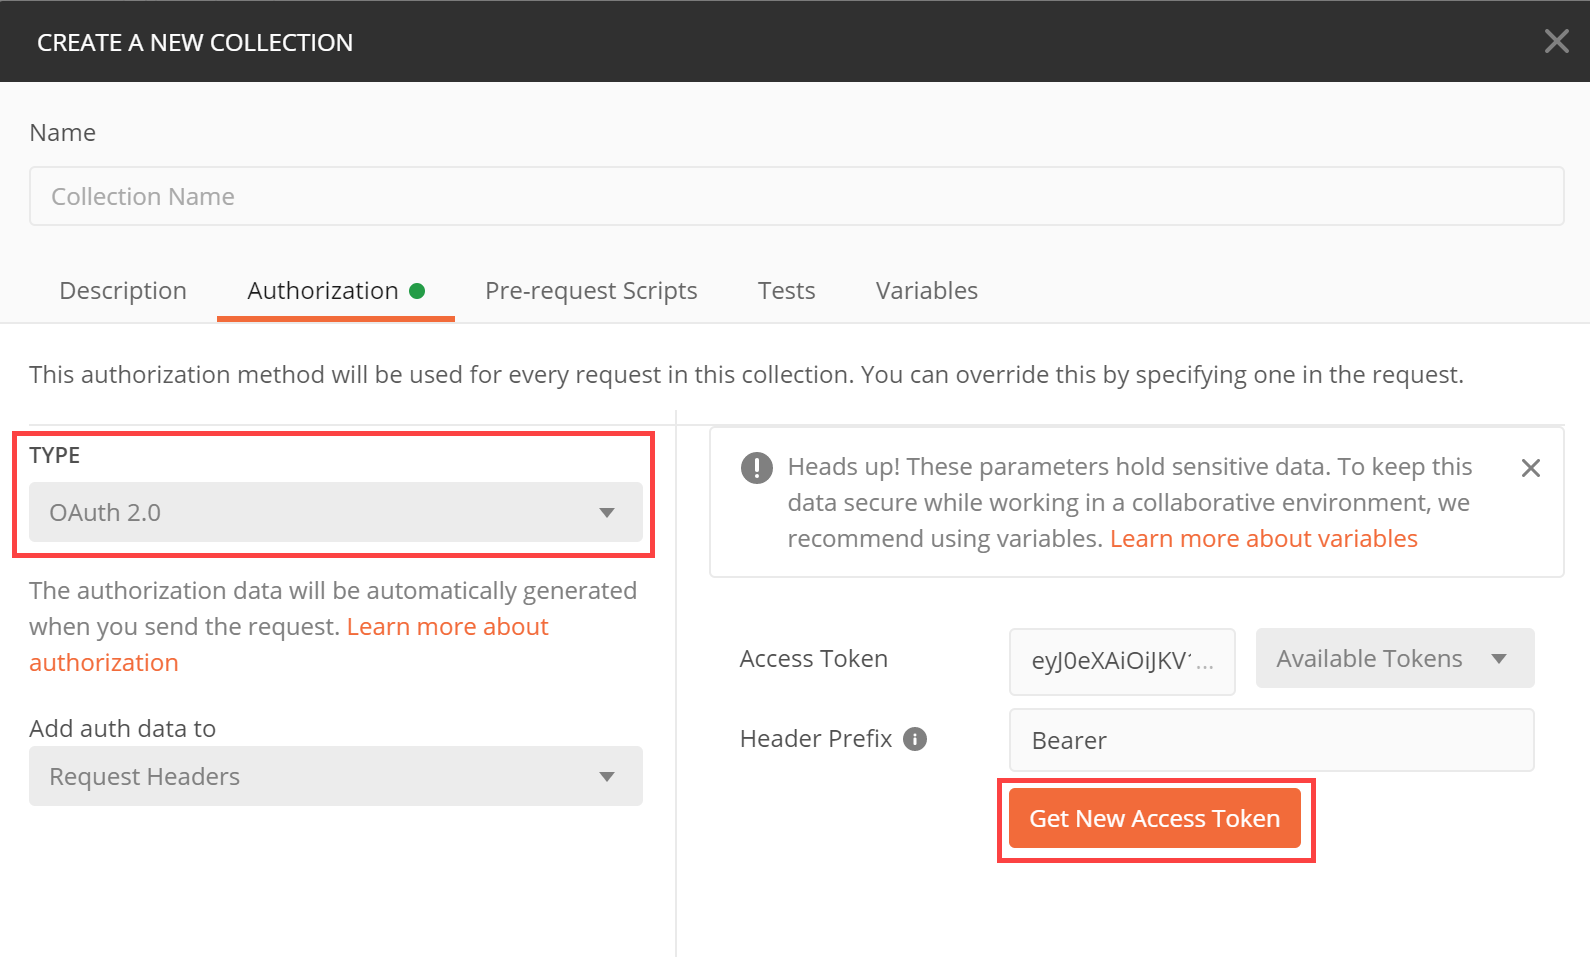 CREATE A NEW COLLECTION
Name
Collection Name
Description Authorization Pre-request Scripts Tests Variables
This authorization method will be used for every request in this collection. You can override this by specifying one in the request.
TYPE
OAuth 2.0
The authorization data will be automatically generated
when you send the request. Learn more about
authorization
Add auth data to
Request Headers
Heads up! These parameters hold sensitive data. To keep this
data secure while working in a collaborative environment, we
recommend using variables. Learn more about variables
Access Token eyJ0eXAiOiJKV... Available Tokens
Header Prefix Bearer
Get New Access Token